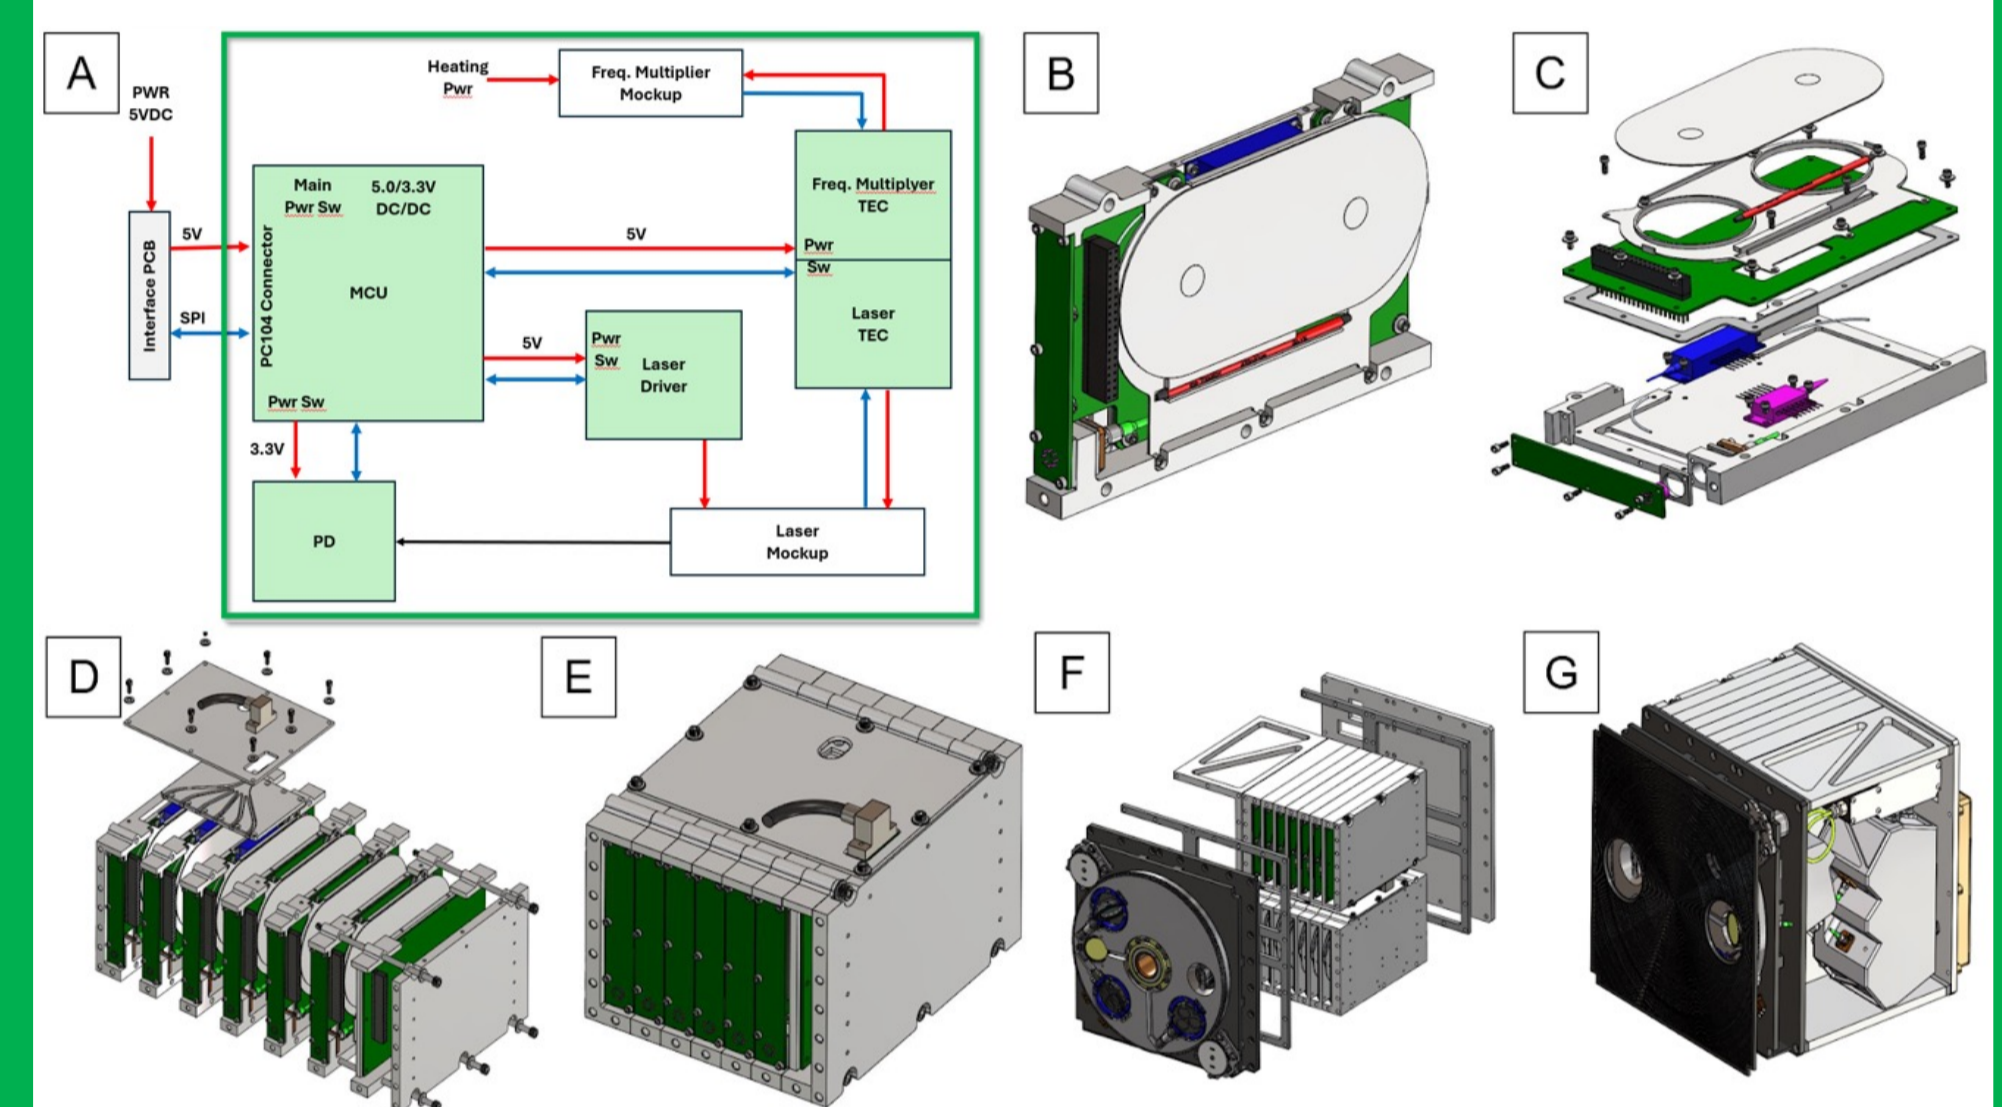 A
PWR
5VDC
Interface PCB
5V
SPI
PC104 Connector
Main
Pwr Sw
5.0/3.3V
DC/DC
MCU
Pwr Sw
3.3V
PD
Heating
Pwr
Freq. Multiplier
Mockup
Freq. Multiplyer
TEC
5V
Pwr
Sw
Laser
TEC
5V
Pwr
Sw
Laser
Driver
Laser
Mockup
B
C
D
E
F
G